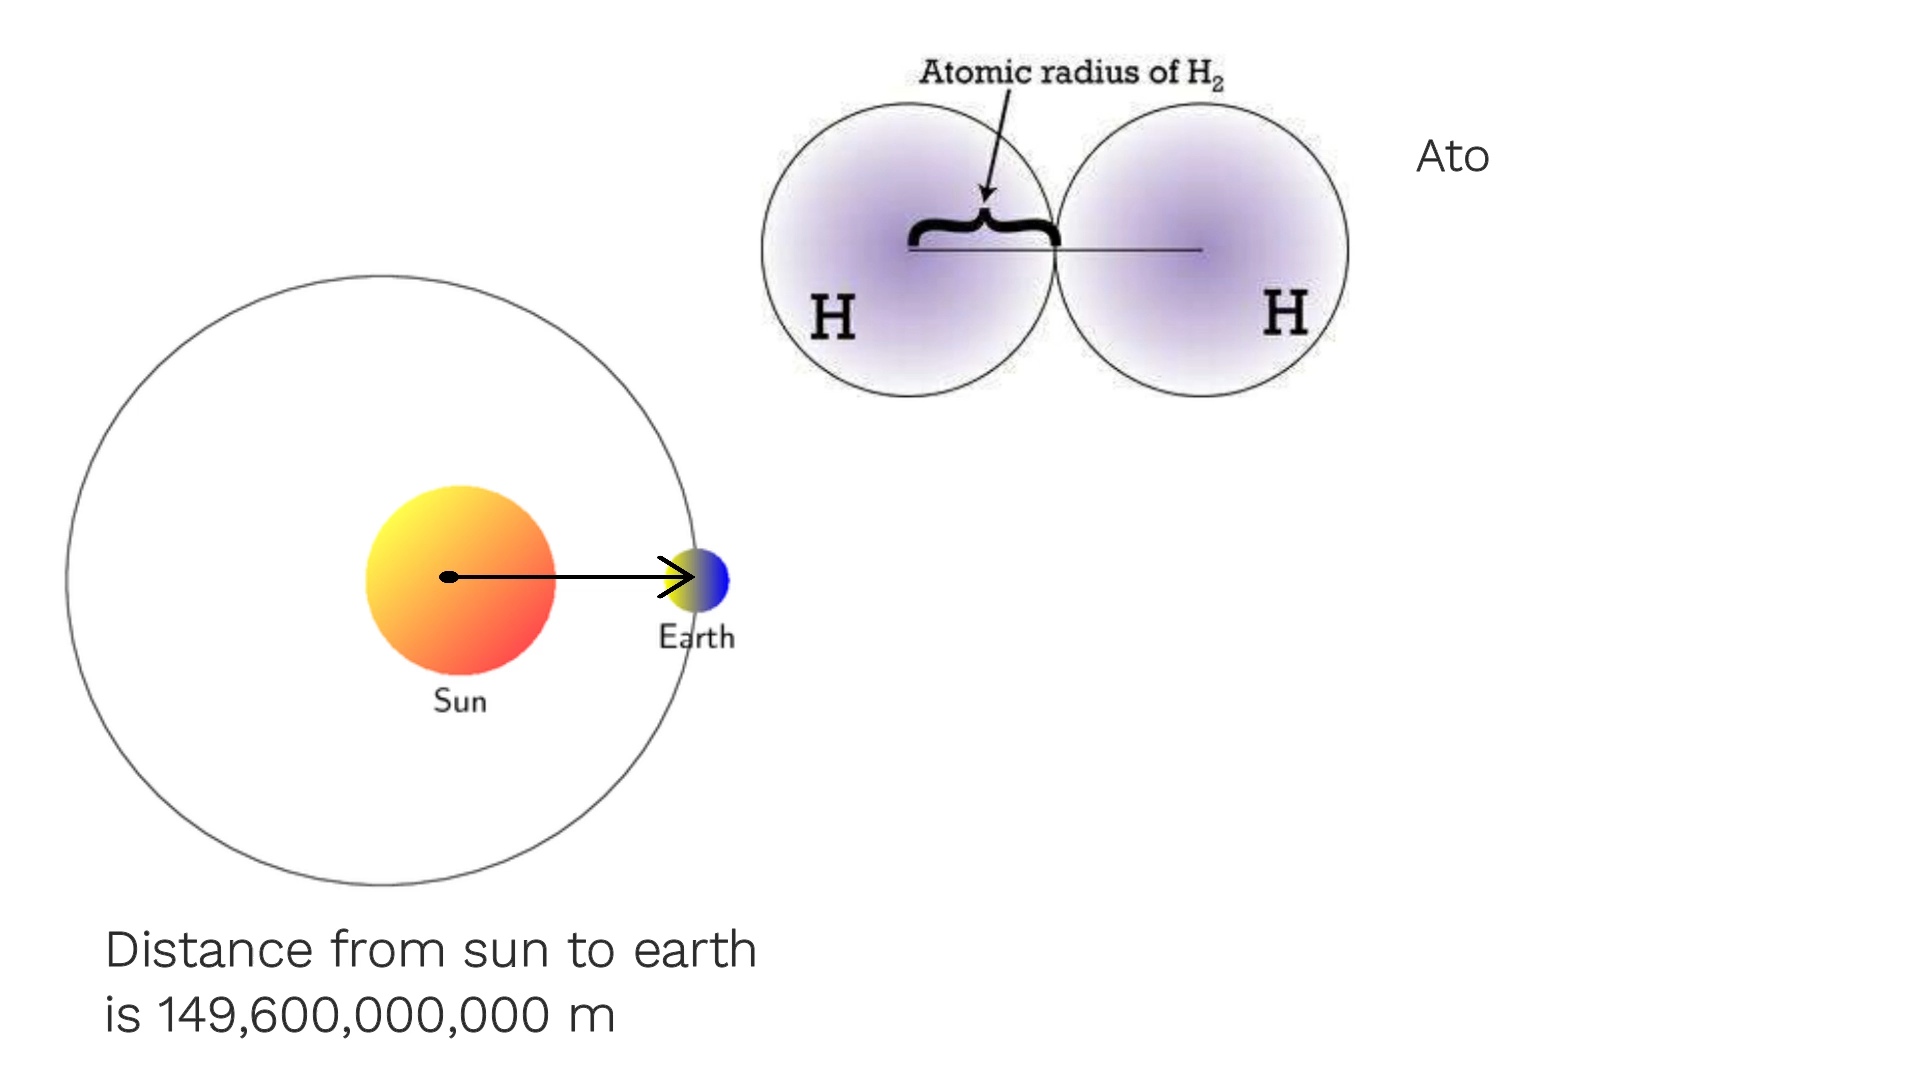 Atomic radius of H₂
Ato
H
H
Earth
Sun
Distance from sun to earth
is 149,600,000,000 m